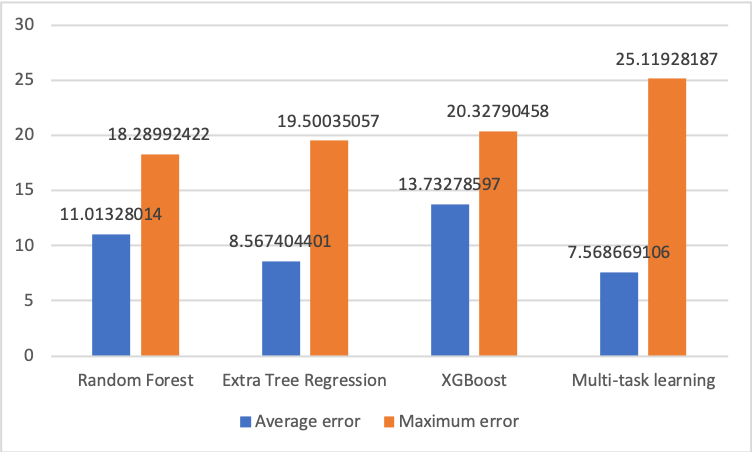 30
25.11928187
25
20.32790458
19.50035057
20
18.28992422
15
13.73278597
11.01328014
10
8.567404401
7.568669106
5
0
Random Forest
Extra Tree Regression
XGBoost
Multi-task learning
Average error
Maximum error